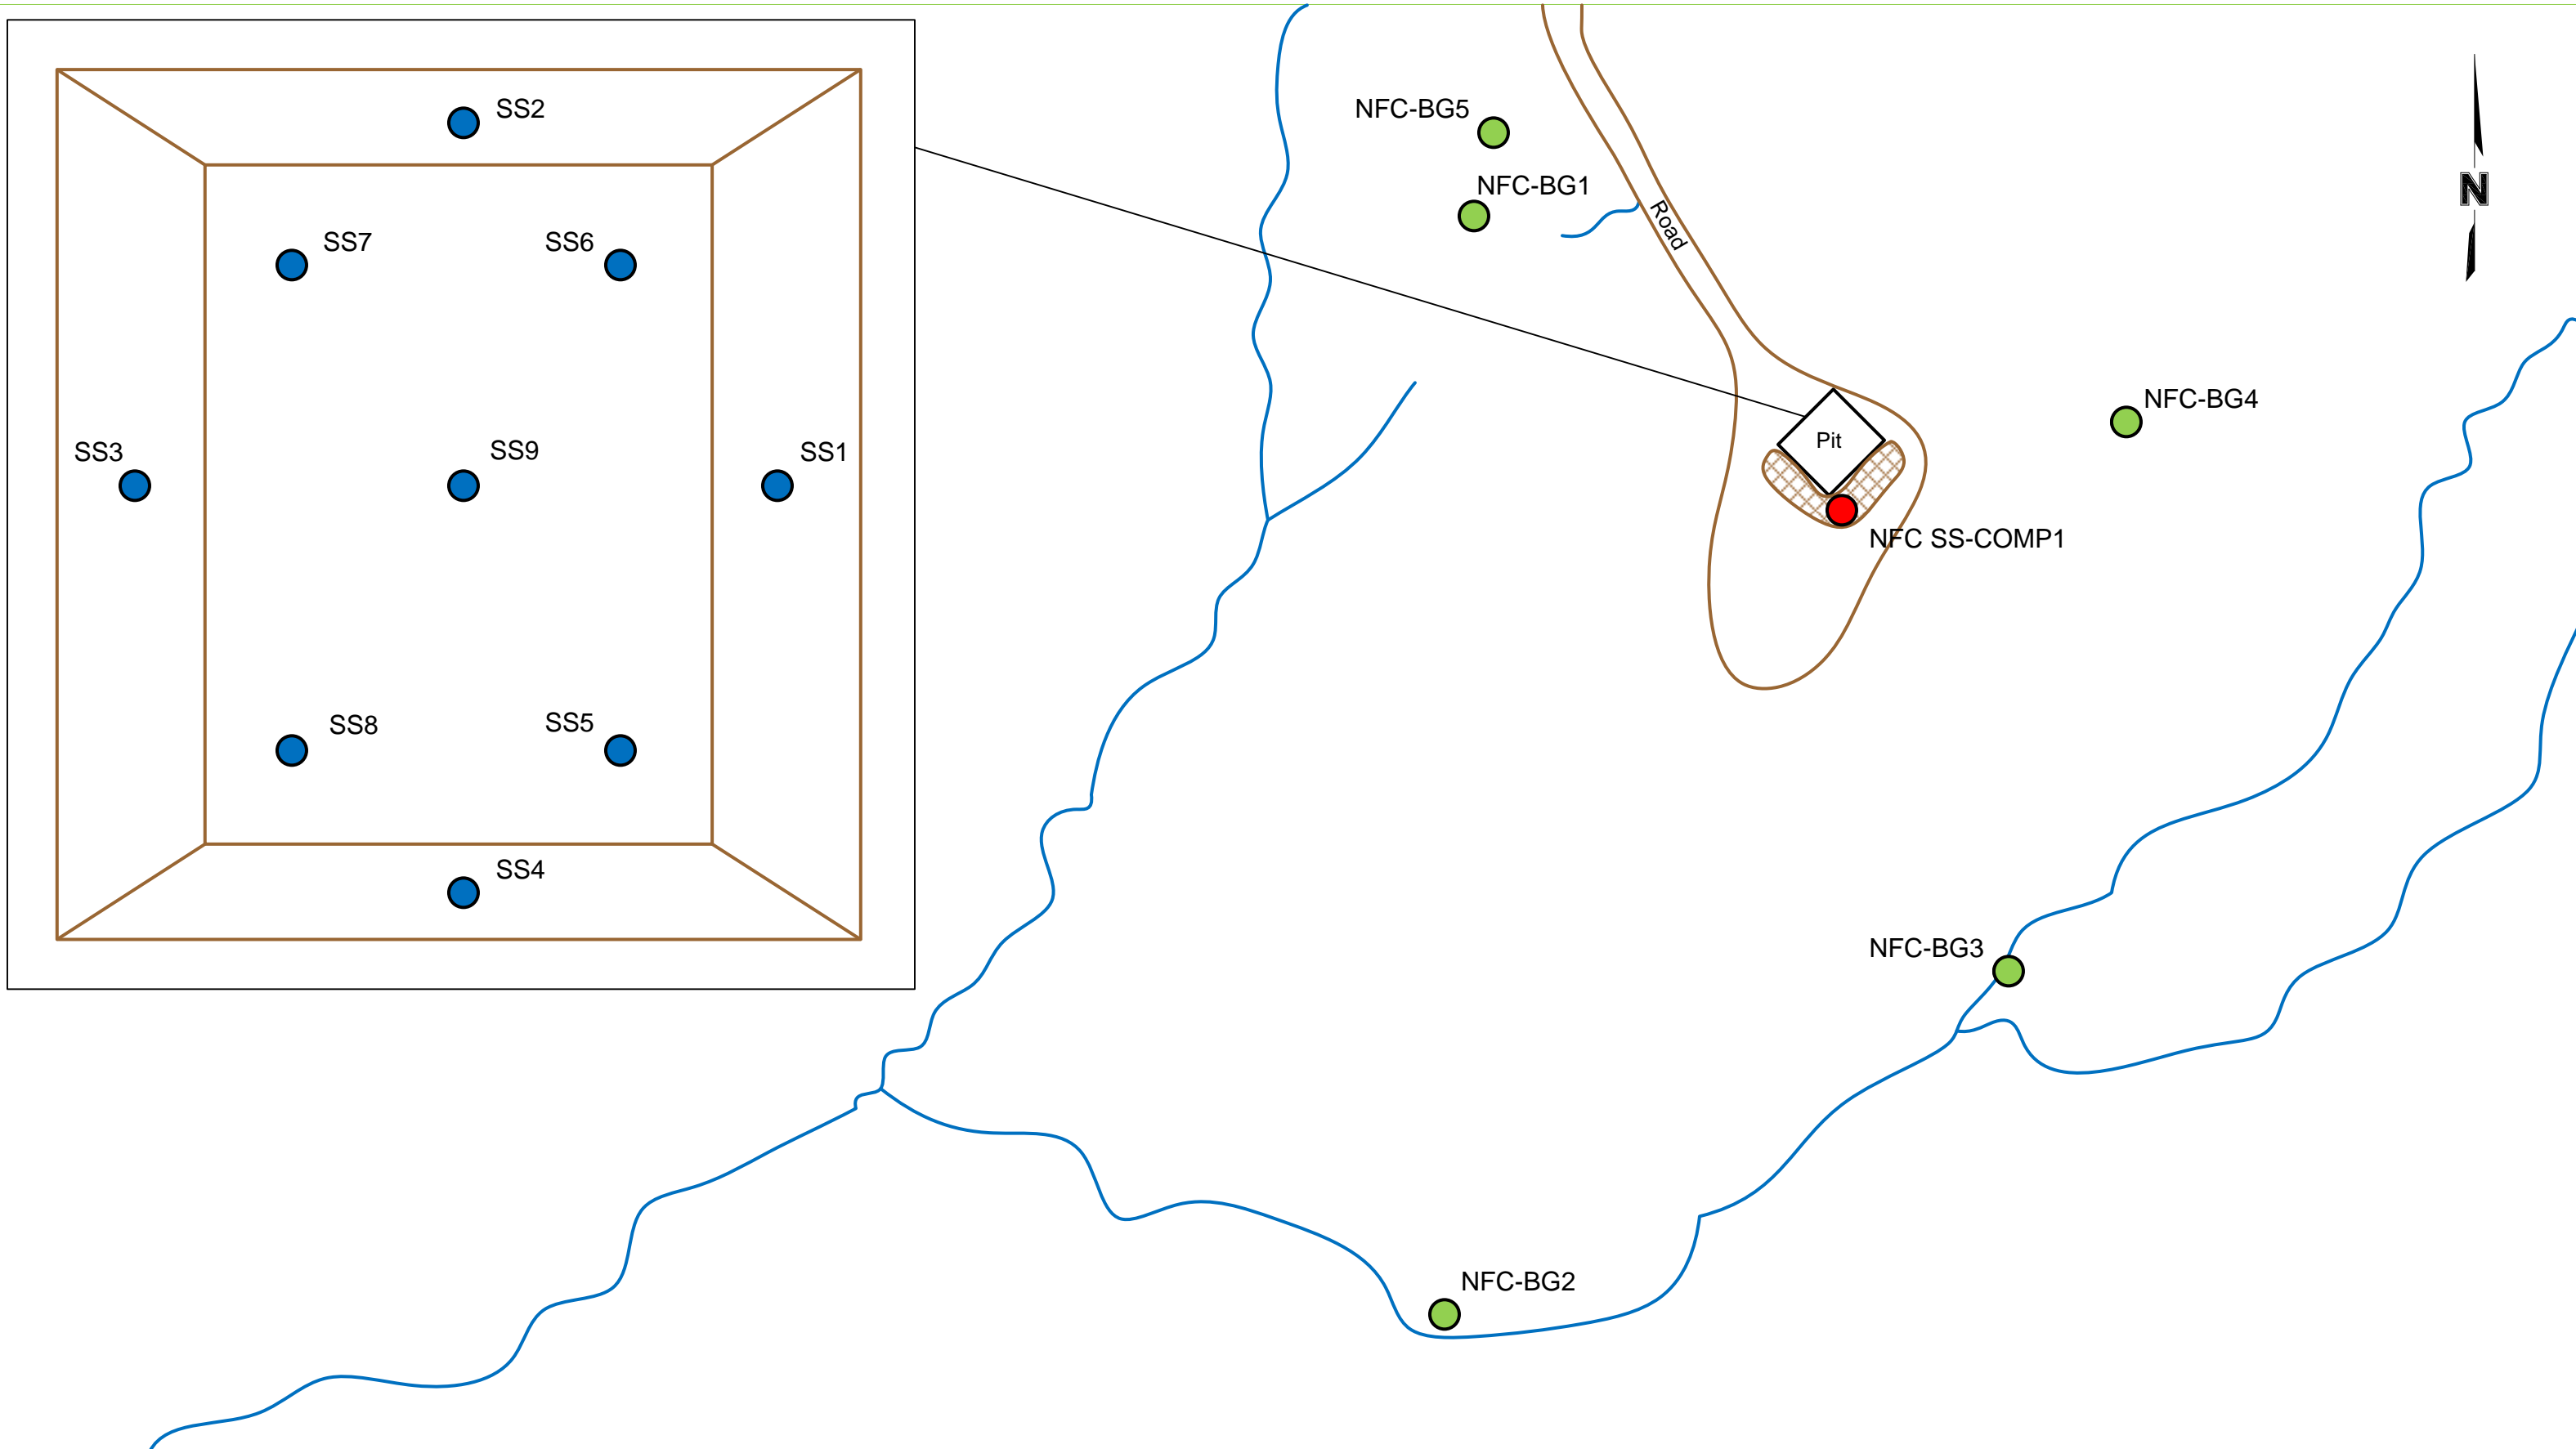 SS2
SS7
SS6
SS3
SS9
SS1
SS8
SS5
SS4
NFC-BG5
NFC-BG1
Road
N
NFC-BG4
Pit
NFC SS-COMP1
NFC-BG3
NFC-BG2